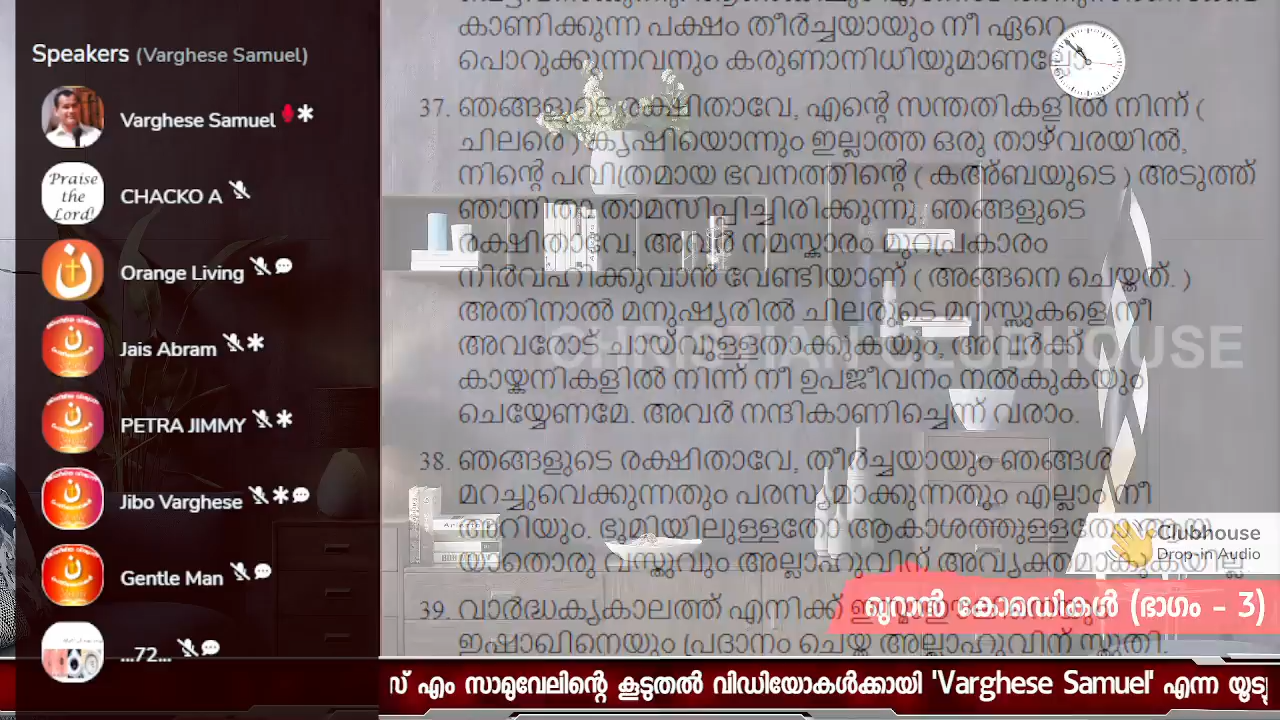 Speakers (Varghese Samuel)
Varghese Samuel
CHACKO A
Praise
the
Lord!
Orange Living
Jais Abram
PETRA JIMMY
Jibo Varghese
Gentle Man
...72...
കാണിക്കുന്ന പക്ഷം തീർച്ചയായും നീ ഏറെ
പൊറുക്കുന്നവനും കരുണാനിധിയുമാണല്ലോ.
37. ഞങ്ങളുടെ രക്ഷിതാവേ, എന്റെ സന്തതികളിൽ നിന്ന് (
ചിലരെ ) കൃഷിയൊന്നും ഇല്ലാത്ത ഒരു താഴ്‌വരയിൽ,
നിന്റെ പവിത്രമായ ഭവനത്തിന്റെ ( കഅ്ബയുടെ ) അടുത്ത്
ഞാനിതാ താമസിപ്പിച്ചിരിക്കുന്നു. ഞങ്ങളുടെ
രക്ഷിതാവേ, അവർ നമസ്കാരം മുറപ്രകാരം
നിർവഹിക്കുവാൻ വേണ്ടിയാണ് ( അങ്ങനെ ചെയ്തത്. )
അതിനാൽ മനുഷ്യരിൽ ചിലരുടെ മനസ്സുകളെ നീ
അവരോട് ചായ്‌വുള്ളതാക്കുകയും, അവർക്ക്
കായ്കനികളിൽ നിന്ന് നീ ഉപജീവനം നൽകുകയും
ചെയ്യേണമേ. അവർ നന്ദികാണിച്ചെന്ന് വരാം.
CHRISTIAN CLUBHOUSE
38. ഞങ്ങളുടെ രക്ഷിതാവേ, തീർച്ചയായും ഞങ്ങൾ
മറച്ചുവെക്കുന്നതും പരസ്യമാക്കുന്നതും എല്ലാം നീ
അറിയും. ഭൂമിയിലുള്ളതോ ആകാശത്തുള്ളതോ ആയ
യാതൊരു വസ്തുവും അല്ലാഹുവിന് അവ്യക്തമാകുകയില്ല
Clubhouse
Drop-in Audio
39. വാർദ്ധക്യകാലത്ത് എനിക്ക്
ഇഷാഖിനെയും പ്രദാനം ചെയ്ത അല്ലാഹുവിന് സ്തുതി.
ഖുറാൻ കോമഡികൾ (ഭാഗം - 3)
സ് എം സാമുവേലിന്റെ കൂടുതൽ വിഡിയോകൾക്കായി 'Varghese Samuel' എന്ന